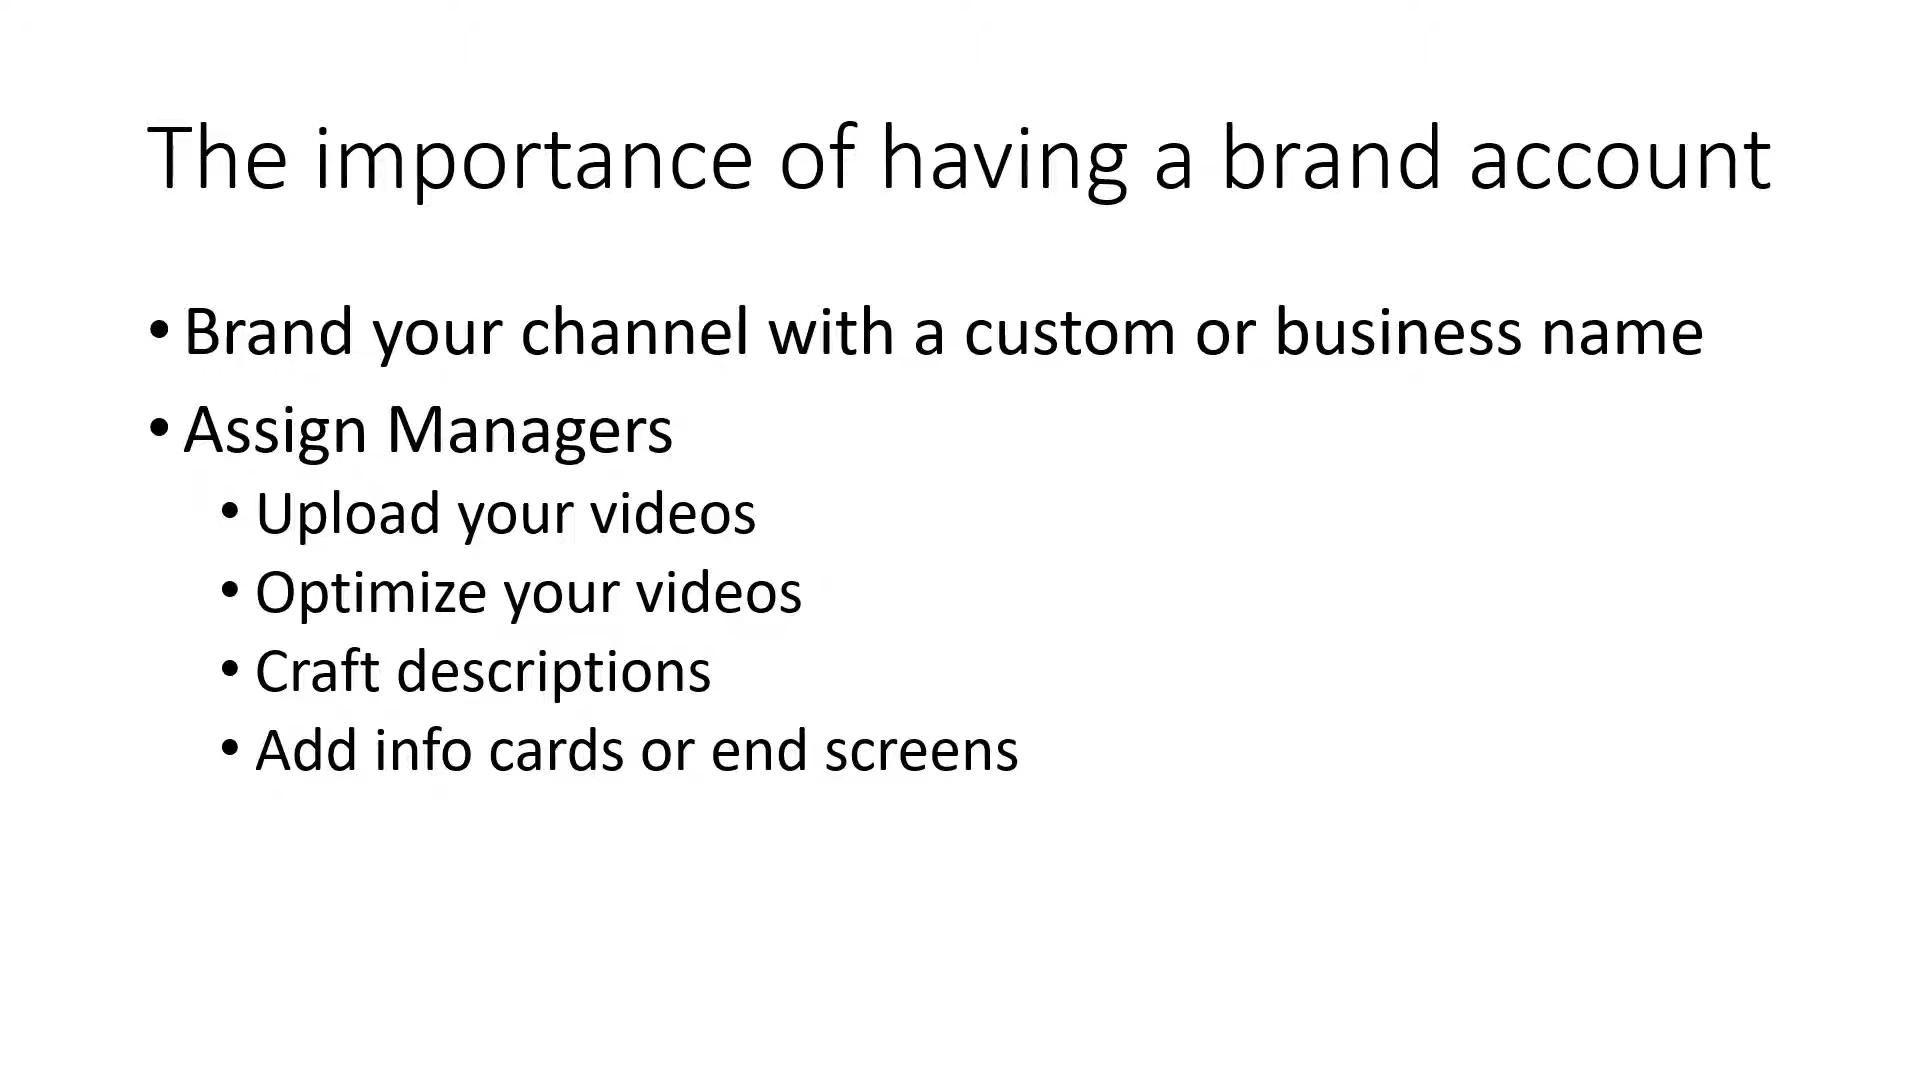 The importance of having a brand account
• Brand your channel with a custom or business name
• Assign Managers
• Upload your videos
• Optimize your videos
• Craft descriptions
• Add info cards or end screens